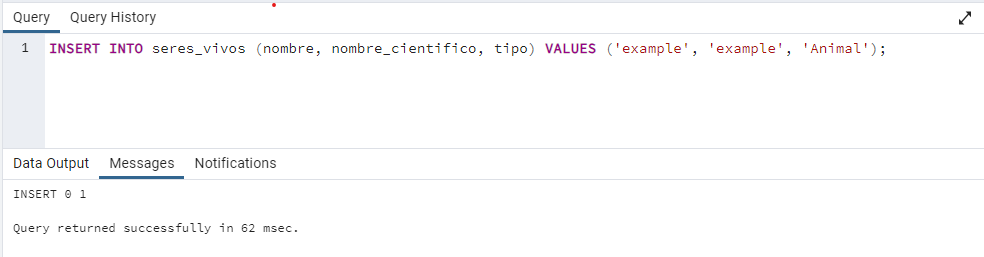 Query Query History
1 INSERT INTO seres_vivos (nombre, nombre_cientifico, tipo) VALUES ('example', 'example', 'Animal');
Data Output Messages Notifications
INSERT 0 1
Query returned successfully in 62 msec.